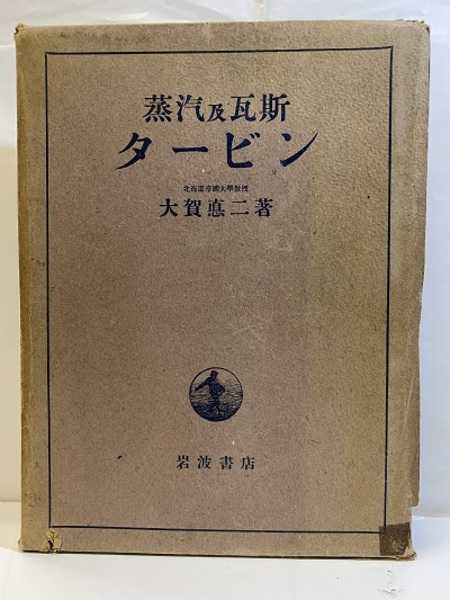 蒸汽及瓦斯
タービン
北海道帝國大學教授
大賀悳二著
岩波書店